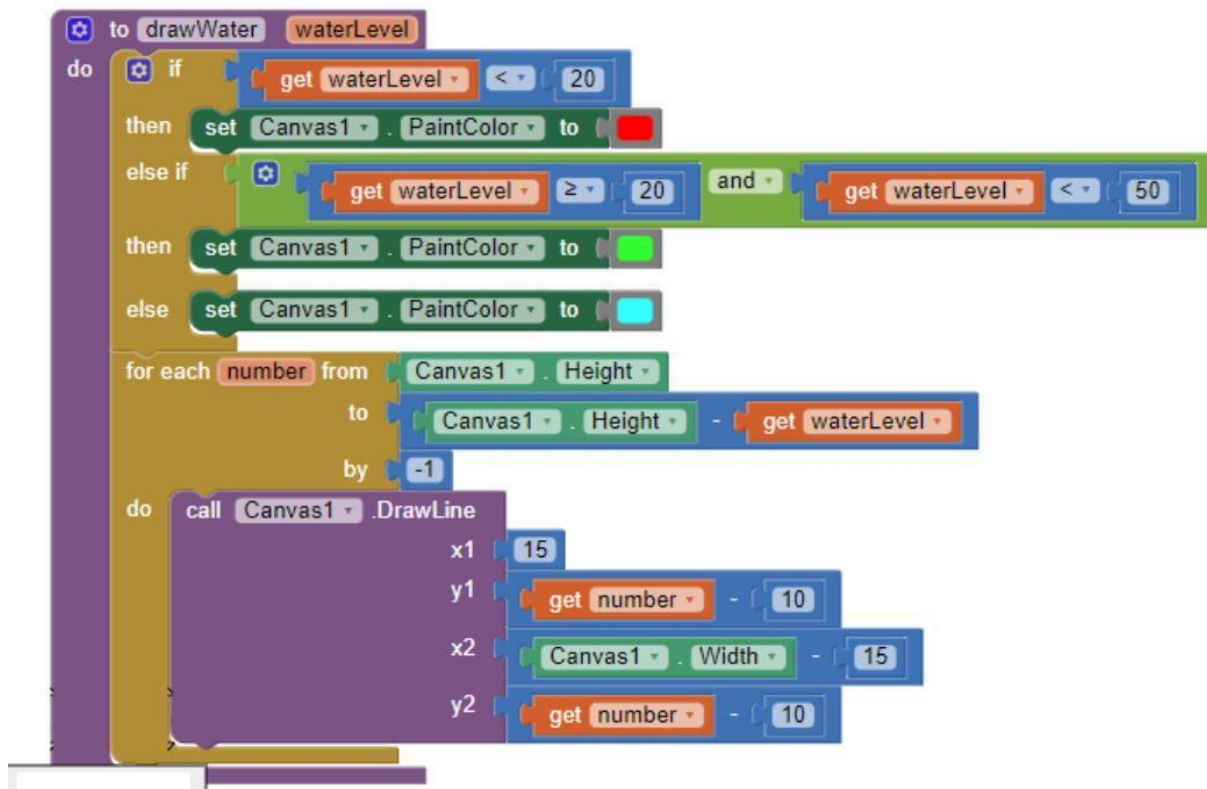 to drawWater waterLevel
do if get waterLevel < 20
then set Canvas1 . PaintColor to
else if get waterLevel ≥ 20 and get waterLevel < 50
then set Canvas1 . PaintColor to
else set Canvas1 . PaintColor to
for each number from Canvas1 . Height
to Canvas1 . Height - get waterLevel
by -1
do call Canvas1 .DrawLine
x1 15
y1 get number - 10
x2 Canvas1 . Width - 15
y2 get number - 10